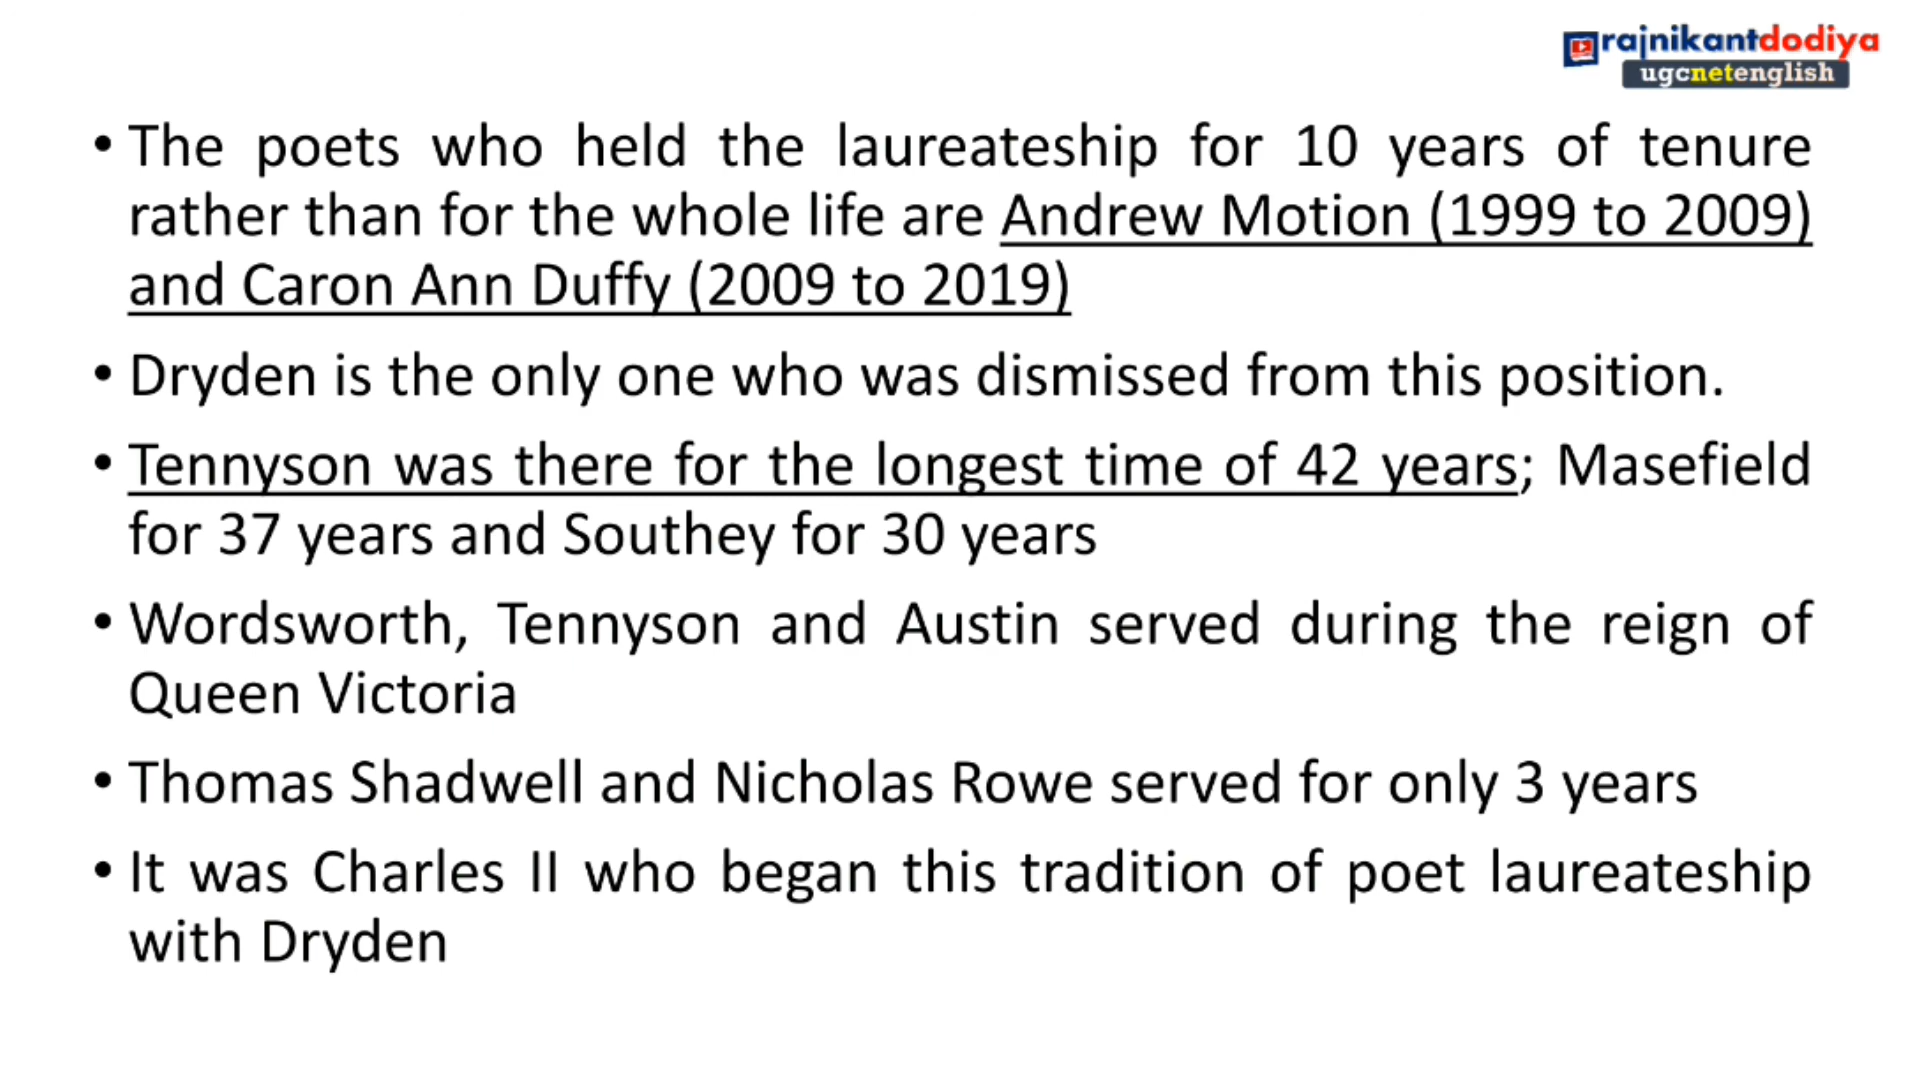 rajnikantdodiya
ugcnetenglish
• The poets who held the laureateship for 10 years of tenure
rather than for the whole life are Andrew Motion (1999 to 2009)
and Caron Ann Duffy (2009 to 2019)
• Dryden is the only one who was dismissed from this position.
• Tennyson was there for the longest time of 42 years; Masefield
for 37 years and Southey for 30 years
• Wordsworth, Tennyson and Austin served during the reign of
Queen Victoria
• Thomas Shadwell and Nicholas Rowe served for only 3 years
• It was Charles II who began this tradition of poet laureateship
with Dryden